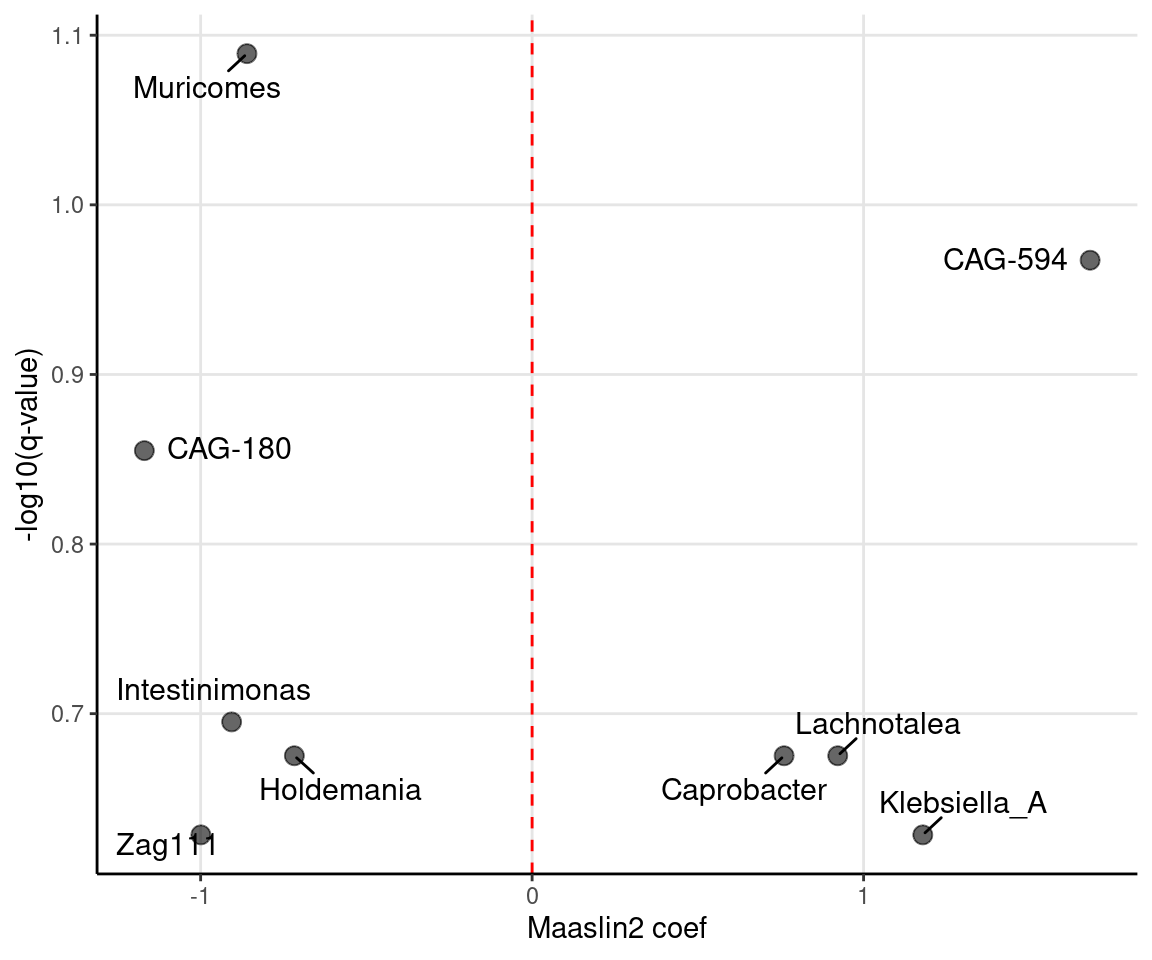 1.1
Muricomes
1.0
CAG-594
0.9
CAG-180
0.8
Intestinimonas
0.7
Lachnotalea
Holdemania
Caprobacter
Klebsiella_A
Zag111
-log10(q-value)
-1
0
1
Maaslin2 coef